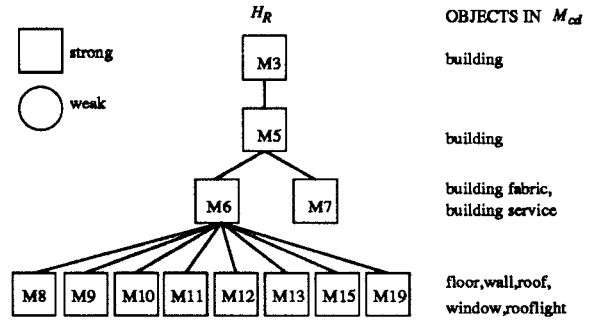 H_R OBJECTS IN M_cd
strong
M3 building
weak
M5 building
M6 M7 building fabric,
building service
M8 M9 M10 M11 M12 M13 M15 M19 floor,wall,roof,
window,rooflight